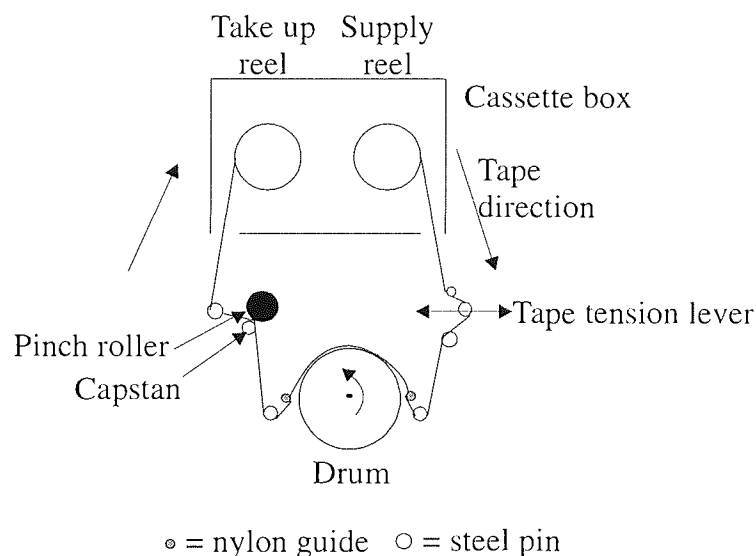 Take up
reel
Supply
reel
Cassette box
Tape
direction
Tape tension lever
Pinch roller
Capstan
Drum
= nylon guide
= steel pin